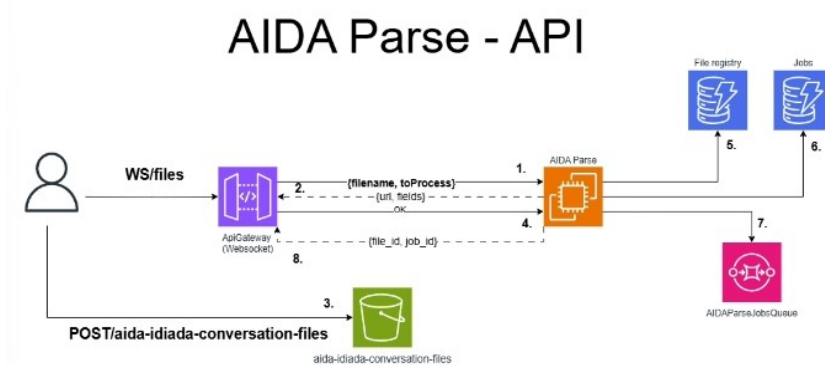 AIDA Parse - API
File registry
Jobs
AIDA Parse
WS/files
1.
2.
{filename, toProcess}
{url, fields}
OK
4.
5.
6.
7.
ApiGateway
(Websocket)
{file_id, job_id}
8.
3.
POST/aida-idiada-conversation-files
aida-idiada-conversation-files
AIDAParseJobsQueue